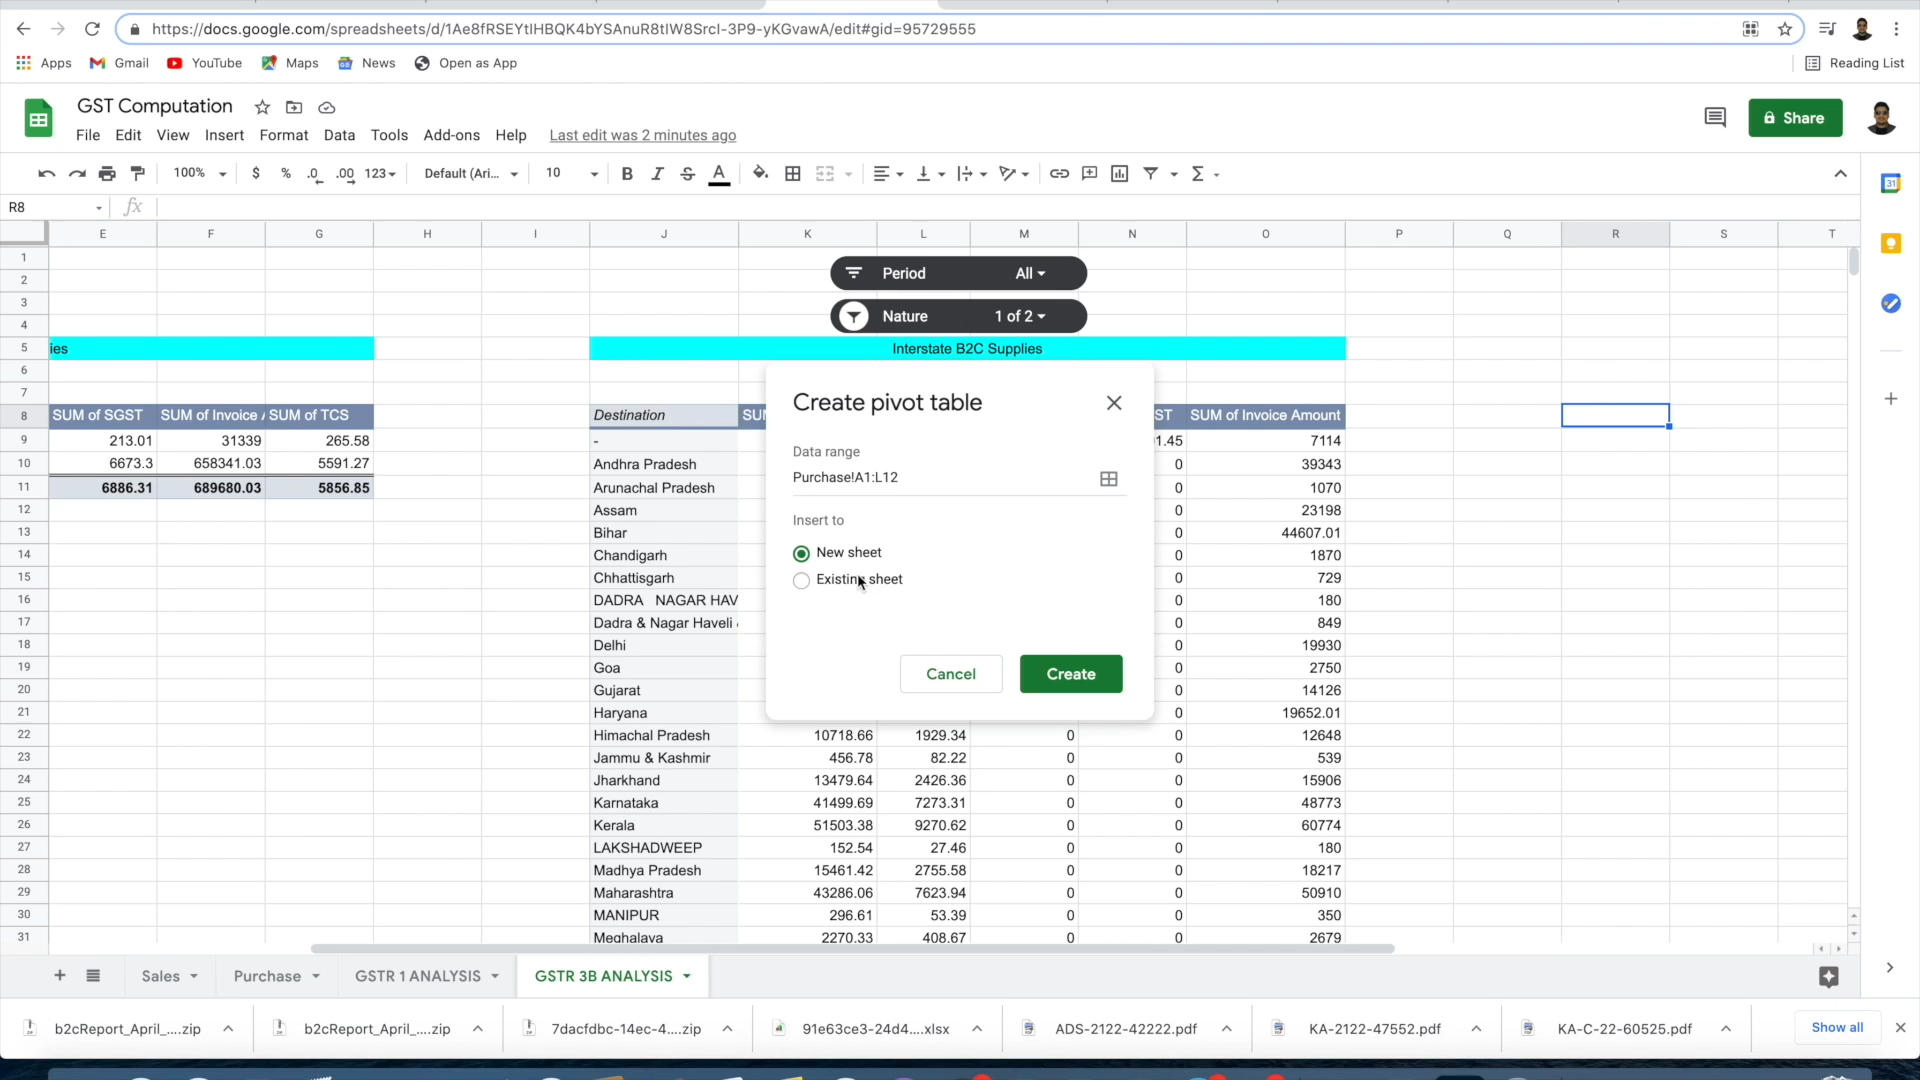 https://docs.google.com/spreadsheets/d/1Ae8fRSEYtIHBQK4bYSAnuR8tIW8SrcI-3P9-yKGvawA/edit#gid=95729555
Apps Gmail YouTube Maps News Open as App Reading List
GST Computation
File Edit View Insert Format Data Tools Add-ons Help Last edit was 2 minutes ago
Share
100% $ % .0 .00 123 Default (Ari... 10 B I S A
R8 fx
E F G H I J K L M N O P Q R S T
1
Period All
2
3
Nature 1 of 2
4
5 ies Interstate B2C Supplies
6
7
Create pivot table
8 SUM of SGST SUM of Invoice SUM of TCS Destination SUM of Invoice Amount
9 213.01 31339 265.58 - 1.45 7114
10 6673.3 658341.03 5591.27 Andhra Pradesh 0 39343
11 6886.31 689680.03 5856.85 Arunachal Pradesh 0 1070
12 Assam 0 23198
13 Bihar 0 44607.01
14 Chandigarh 0 1870
15 Chhattisgarh 0 729
16 DADRA NAGAR HAV 0 180
17 Dadra & Nagar Haveli 0 849
18 Delhi 0 19930
19 Goa 0 2750
20 Gujarat 0 14126
21 Haryana 0 19652.01
Data range
Purchase!A1:L12
Insert to
New sheet
Existing sheet
Cancel Create
22 Himachal Pradesh 10718.66 1929.34 0 0 12648
23 Jammu & Kashmir 456.78 82.22 0 0 539
24 Jharkhand 13479.64 2426.36 0 0 15906
25 Karnataka 41499.69 7273.31 0 0 48773
26 Kerala 51503.38 9270.62 0 0 60774
27 LAKSHADWEEP 152.54 27.46 0 0 180
28 Madhya Pradesh 15461.42 2755.58 0 0 18217
29 Maharashtra 43286.06 7623.94 0 0 50910
30 MANIPUR 296.61 53.39 0 0 350
31 Meghalaya 2270.33 408.67 0 0 2679
Sales Purchase GSTR 1 ANALYSIS GSTR 3B ANALYSIS
b2cReport_April_....zip b2cReport_April_....zip 7dacfdbc-14ec-4....zip 91e63ce3-24d4....xlsx ADS-2122-42222.pdf KA-2122-47552.pdf KA-C-22-60525.pdf Show all